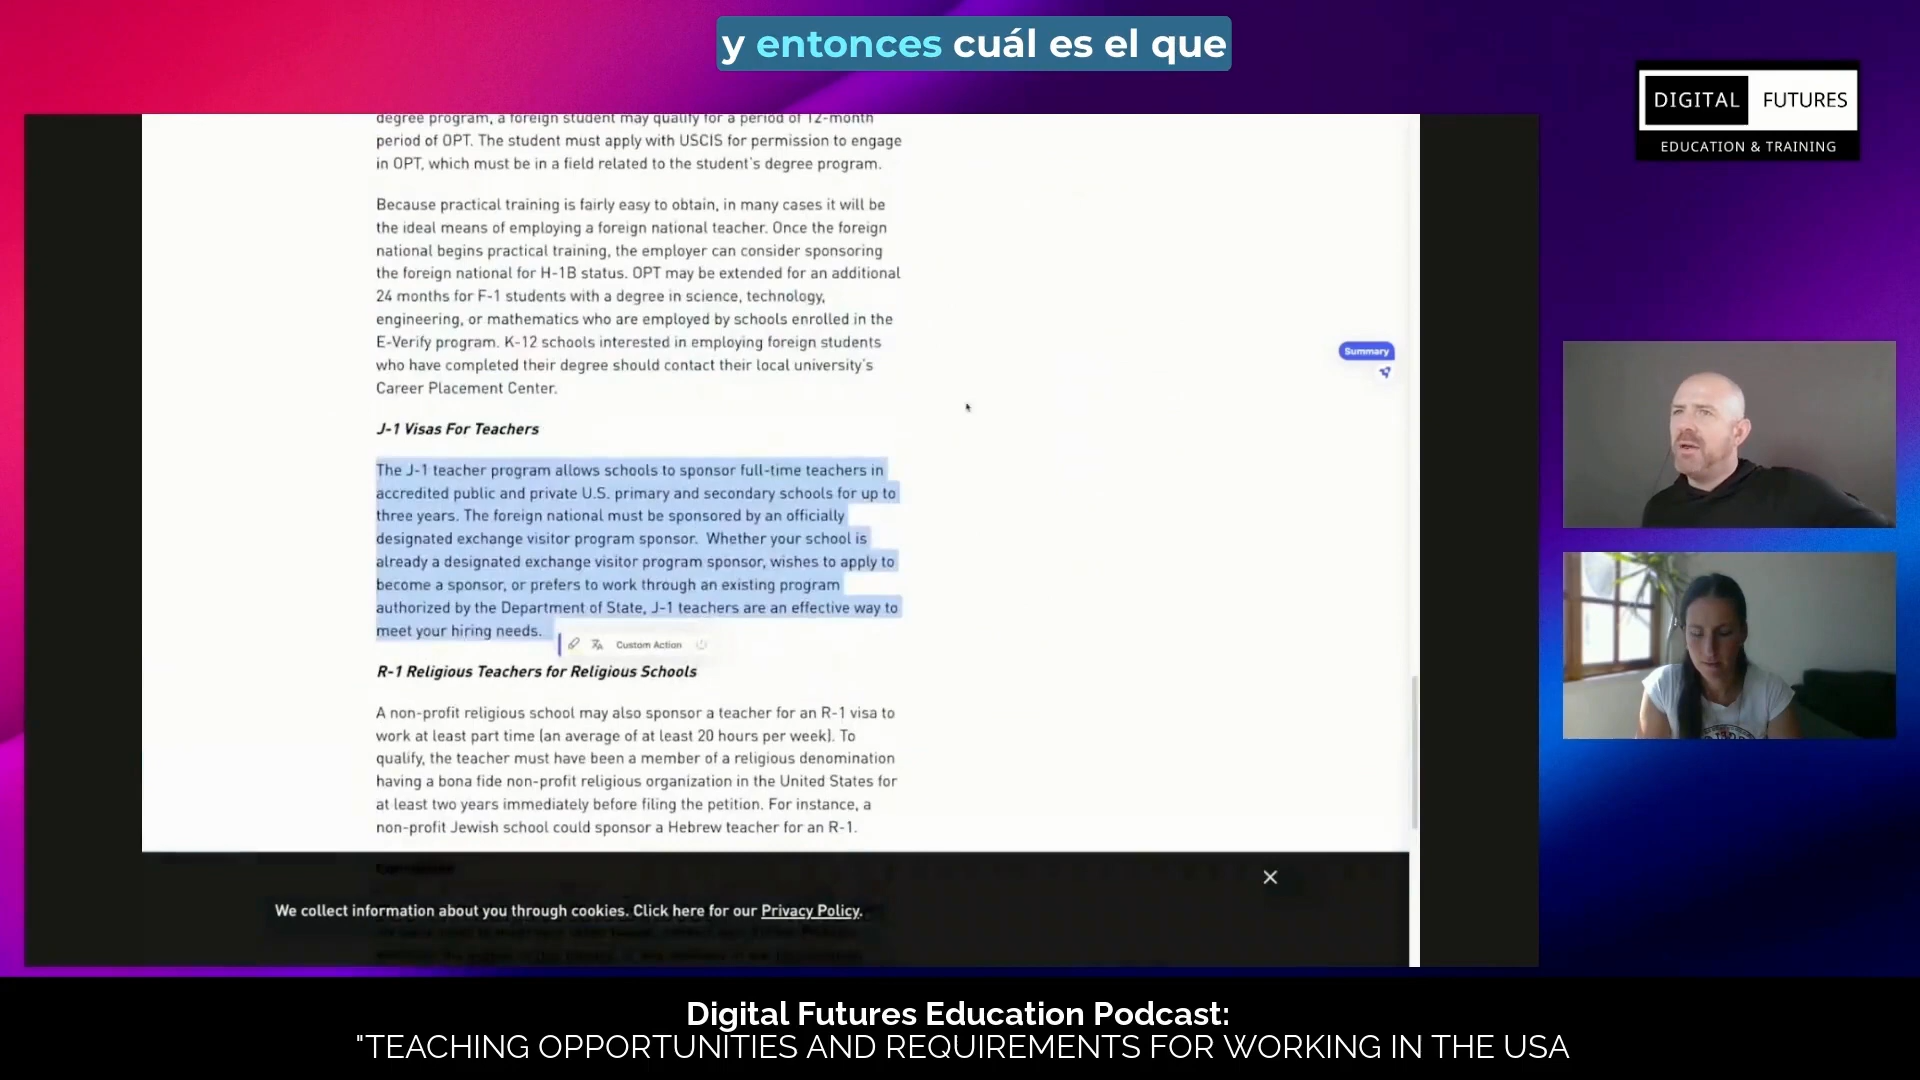 y entonces cuál es el que
DIGITAL FUTURES
EDUCATION & TRAINING
degree program, a foreign student may qualify for a period of 12-month
period of OPT. The student must apply with USCIS for permission to engage
in OPT, which must be in a field related to the student's degree program.
Because practical training is fairly easy to obtain, in many cases it will be
the ideal means of employing a foreign national teacher. Once the foreign
national begins practical training, the employer can consider sponsoring
the foreign national for H-1B status. OPT may be extended for an additional
24 months for F-1 students with a degree in science, technology,
engineering, or mathematics who are employed by schools enrolled in the
E-Verify program. K-12 schools interested in employing foreign students
who have completed their degree should contact their local university's
Career Placement Center.
Summary
J-1 Visas For Teachers
The J-1 teacher program allows schools to sponsor full-time teachers in
accredited public and private U.S. primary and secondary schools for up to
three years. The foreign national must be sponsored by an officially
designated exchange visitor program sponsor. Whether your school is
already a designated exchange visitor program sponsor, wishes to apply to
become a sponsor, or prefers to work through an existing program
authorized by the Department of State, J-1 teachers are an effective way to
meet your hiring needs.
Custom Action
R-1 Religious Teachers for Religious Schools
A non-profit religious school may also sponsor a teacher for an R-1 visa to
work at least part time (an average of at least 20 hours per week). To
qualify, the teacher must have been a member of a religious denomination
having a bona fide non-profit religious organization in the United States for
at least two years immediately before filing the petition. For instance, a
non-profit Jewish school could sponsor a Hebrew teacher for an R-1.
We collect information about you through cookies. Click here for our Privacy Policy.
Digital Futures Education Podcast:
"TEACHING OPPORTUNITIES AND REQUIREMENTS FOR WORKING IN THE USA